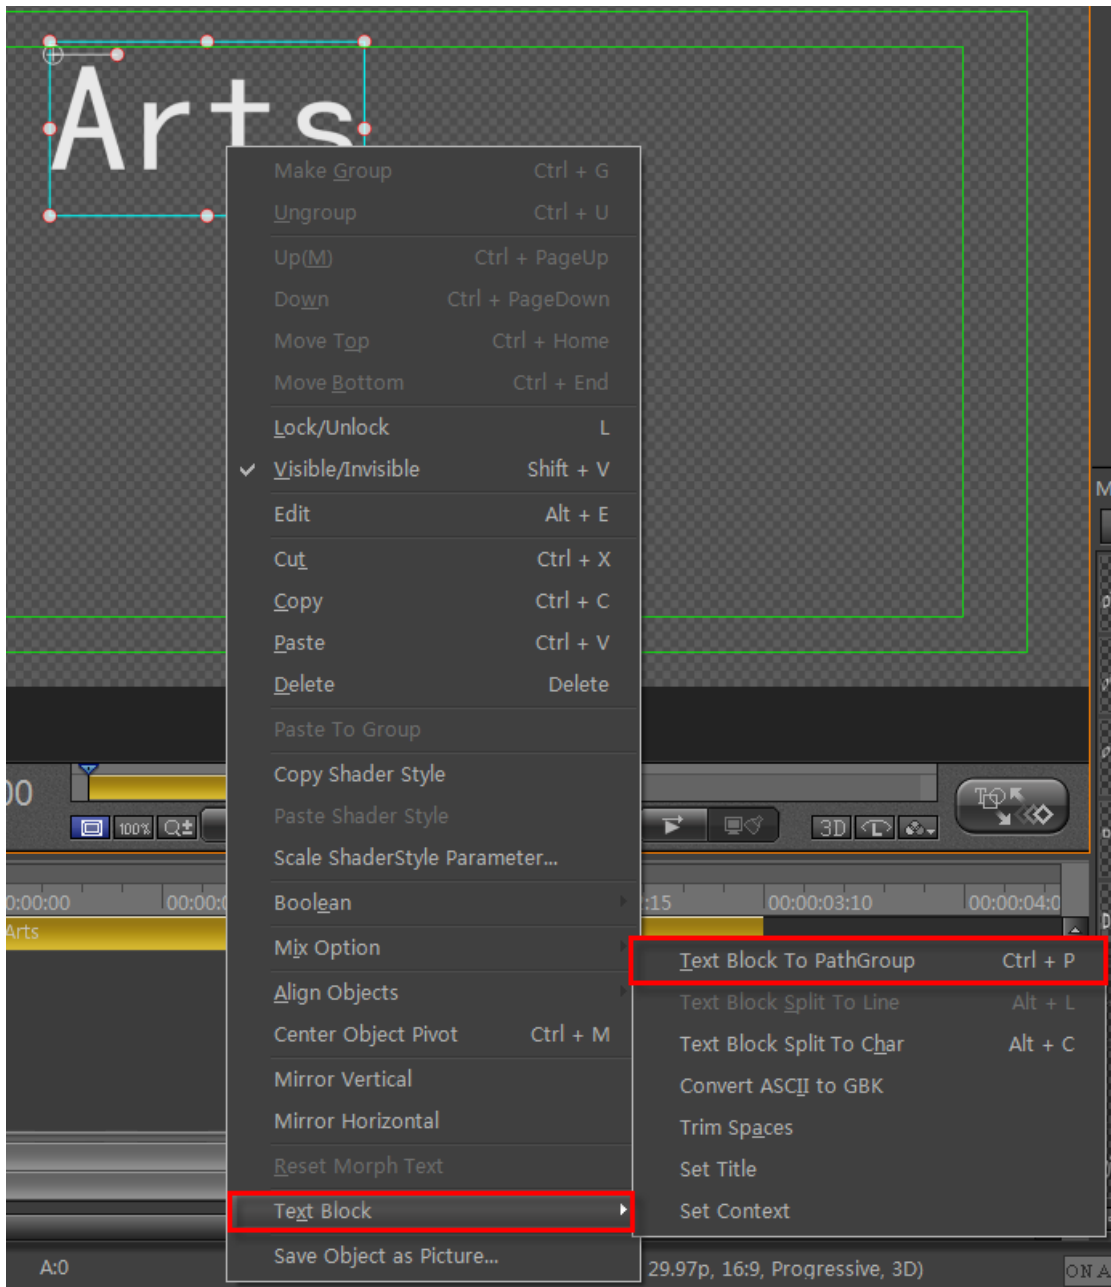 Arts
Make Group Ctrl + G
Ungroup Ctrl + U
Up(M) Ctrl + PageUp
Down Ctrl + PageDown
Move Top Ctrl + Home
Move Bottom Ctrl + End
Lock/Unlock L
Visible/Invisible Shift + V
M
Edit Alt + E
Cut Ctrl + X
Copy Ctrl + C
Paste Ctrl + V
Delete Delete
Paste To Group
Copy Shader Style
00
Paste Shader Style
100%
3D
Scale ShaderStyle Parameter...
Boolean
0:00:00 00:00:0 :15 00:00:03:10 00:00:04:0
Arts
Mix Option
Text Block To PathGroup Ctrl + P
Align Objects
Text Block Split To Line Alt + L
Center Object Pivot Ctrl + M
Text Block Split To Char Alt + C
Mirror Vertical
Convert ASCII to GBK
Mirror Horizontal
Trim Spaces
Reset Morph Text
Set Title
Text Block
Set Context
Save Object as Picture...
A:0
29.97p, 16:9, Progressive, 3D)
ON A